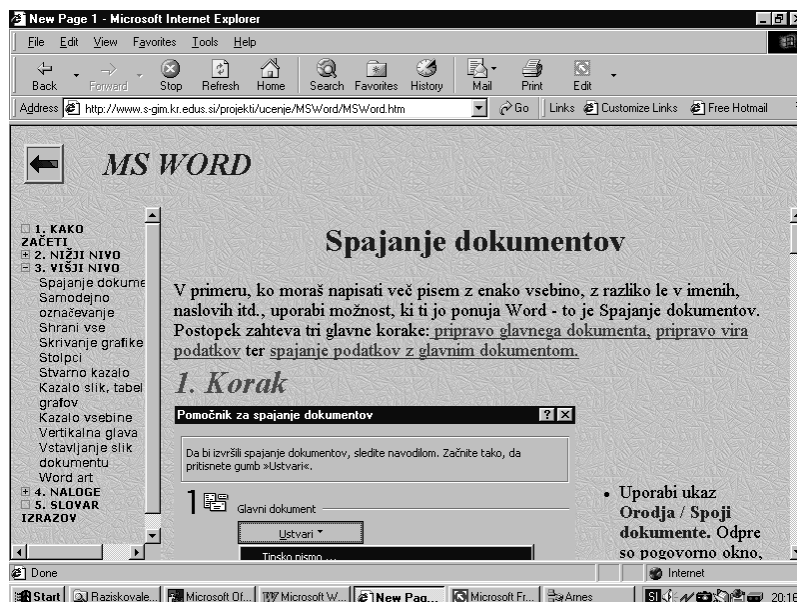 New Page 1 - Microsoft Internet Explorer
File Edit View Favorites Tools Help
Back Forward Stop Refresh Home Search Favorites History Mail Print Edit
Address http://www.s-gim.kr.edus.si/projekti/ucenje/MSWord/MSWord.htm Go Links Customize Links Free Hotmail
MS WORD
1. KAKO
ZAČETI
2. NIŽJI NIVO
3. VIŠJI NIVO
Spajanje dokume
Samodejno
označevanje
Shrani vse
Skrivanje grafike
Stolpci
Stvarno kazalo
Kazalo slik, tabel
grafov
Kazalo vsebine
Vertikalna glava
Vstavljanje slik
dokumentu
Word art
4. NALOGE
5. SLOVAR
IZRAZOV
Spajanje dokumentov
V primeru, ko moraš napisati več pisem z enako vsebino, z razliko le v imenih,
naslovih itd., uporabi možnost, ki ti jo ponuja Word - to je Spajanje dokumentov.
Postopek zahteva tri glavne korake: pripravo glavnega dokumenta, pripravo vira
podatkov ter spajanje podatkov z glavnim dokumentom.
1. Korak
Pomočnik za spajanje dokumentov
Da bi izvršili spajanje dokumentov, sledite navodilom. Začnite tako, da
pritisnete gumb »Ustvari«.
1 Glavni dokument
Ustvari
Tipsko pismo ...
• Uporabi ukaz
Orodja / Spoji
dokumente. Odpre
so pogovorno okno,
Done Internet
Start Raziskovale... Microsoft Of... Microsoft W... New Pag... Microsoft Fr... Arnes SI 20:16